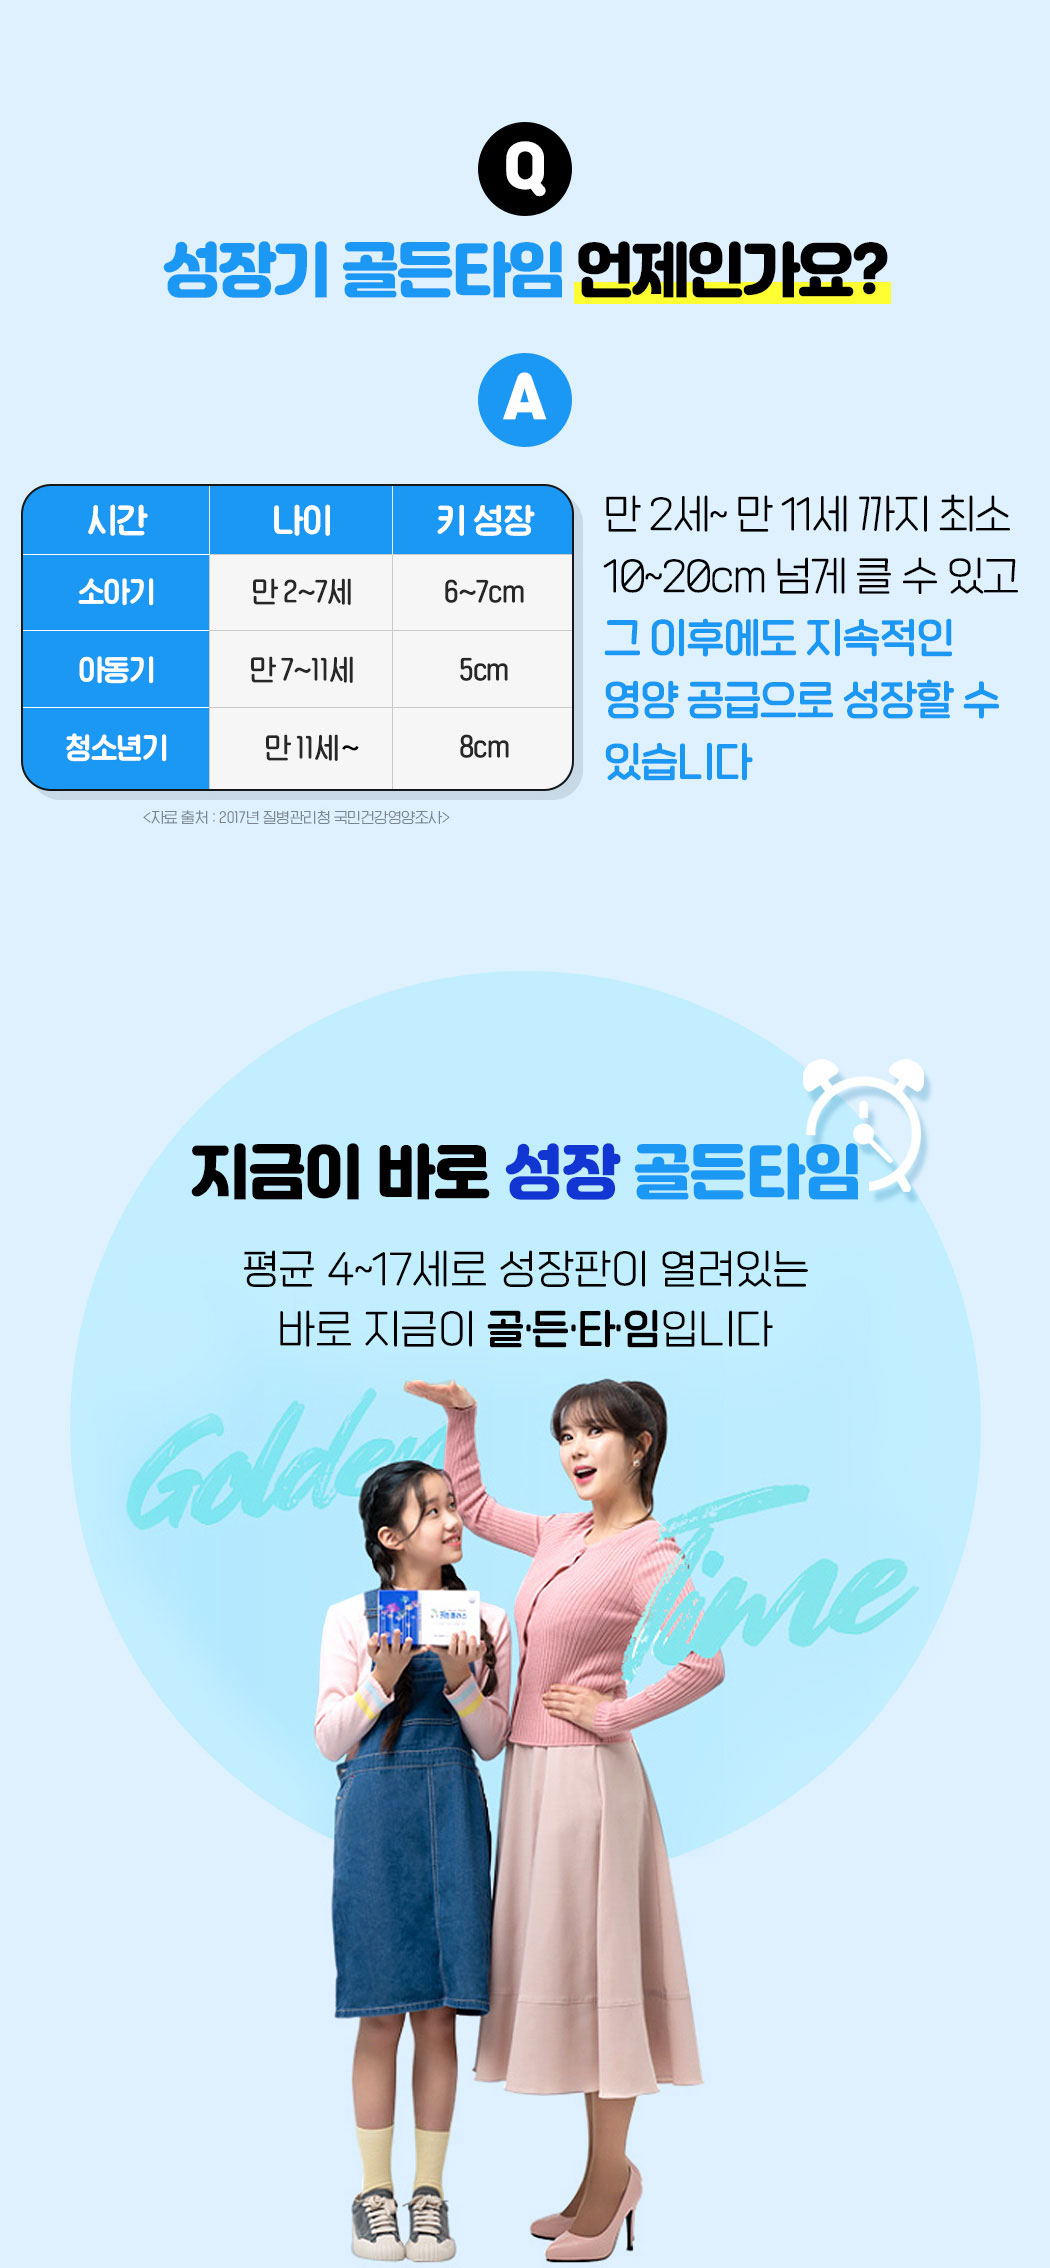 Q
성장기 골든타임 언제인가요?
A
시간 나이 키 성장
소아기 만 2~7세 6~7cm
아동기 만 7~11세 5cm
청소년기 만 11세~ 8cm
<자료 출처 : 2017년 질병관리청 국민건강영양조사>
만 2세~ 만 11세 까지 최소
10~20cm 넘게 클 수 있고
그 이후에도 지속적인
영양 공급으로 성장할 수
있습니다
지금이 바로 성장 골든타임
평균 4~17세로 성장판이 열려있는
바로 지금이 골·든·타·임입니다
Golden
Time